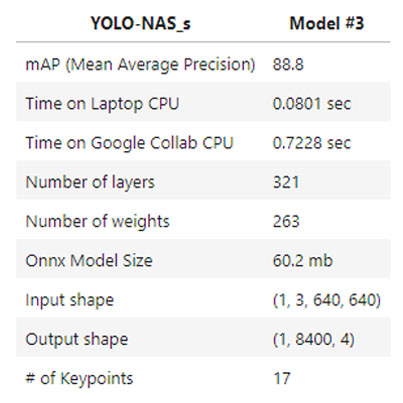 YOLO-NAS_s Model #3
mAP (Mean Average Precision) 88.8
Time on Laptop CPU 0.0801 sec
Time on Google Collab CPU 0.7228 sec
Number of layers 321
Number of weights 263
Onnx Model Size 60.2 mb
Input shape (1, 3, 640, 640)
Output shape (1, 8400, 4)
# of Keypoints 17